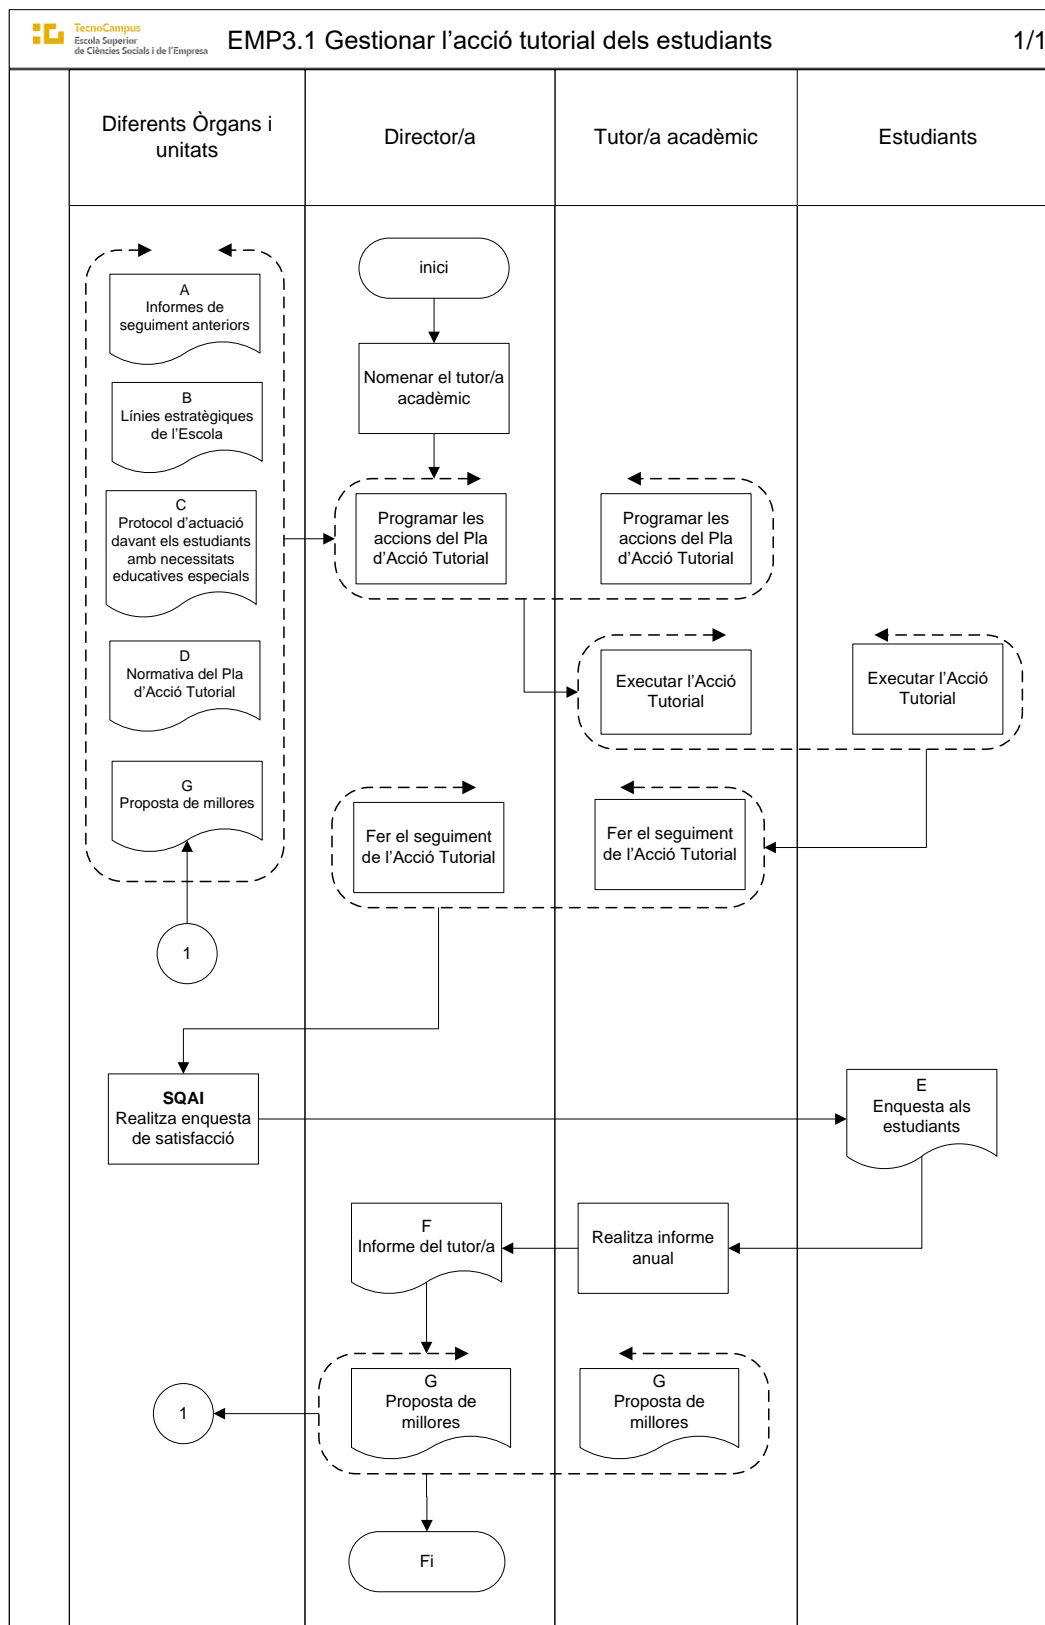 TecnoCampus
Escola Superior
de Ciències Socials i de l'Empresa
EMP3.1 Gestionar l'acció tutorial dels estudiants
1/1
Diferents Òrgans i
unitats
Director/a
Tutor/a acadèmic
Estudiants
inici
A
Informes de
seguiment anteriors
Nomenar el tutor/a
acadèmic
B
Línies estratègiques
de l'Escola
C
Protocol d'actuació
davant els estudiants
amb necessitats
educatives especials
Programar les
accions del Pla
d'Acció Tutorial
Programar les
accions del Pla
d'Acció Tutorial
D
Normativa del Pla
d'Acció Tutorial
Executar l'Acció
Tutorial
Executar l'Acció
Tutorial
G
Proposta de millores
Fer el seguiment
de l'Acció Tutorial
Fer el seguiment
de l'Acció Tutorial
1
SQAI
Realitza enquesta
de satisfacció
E
Enquesta als
estudiants
F
Informe del tutor/a
Realitza informe
anual
1
G
Proposta de
millores
G
Proposta de
millores
Fi